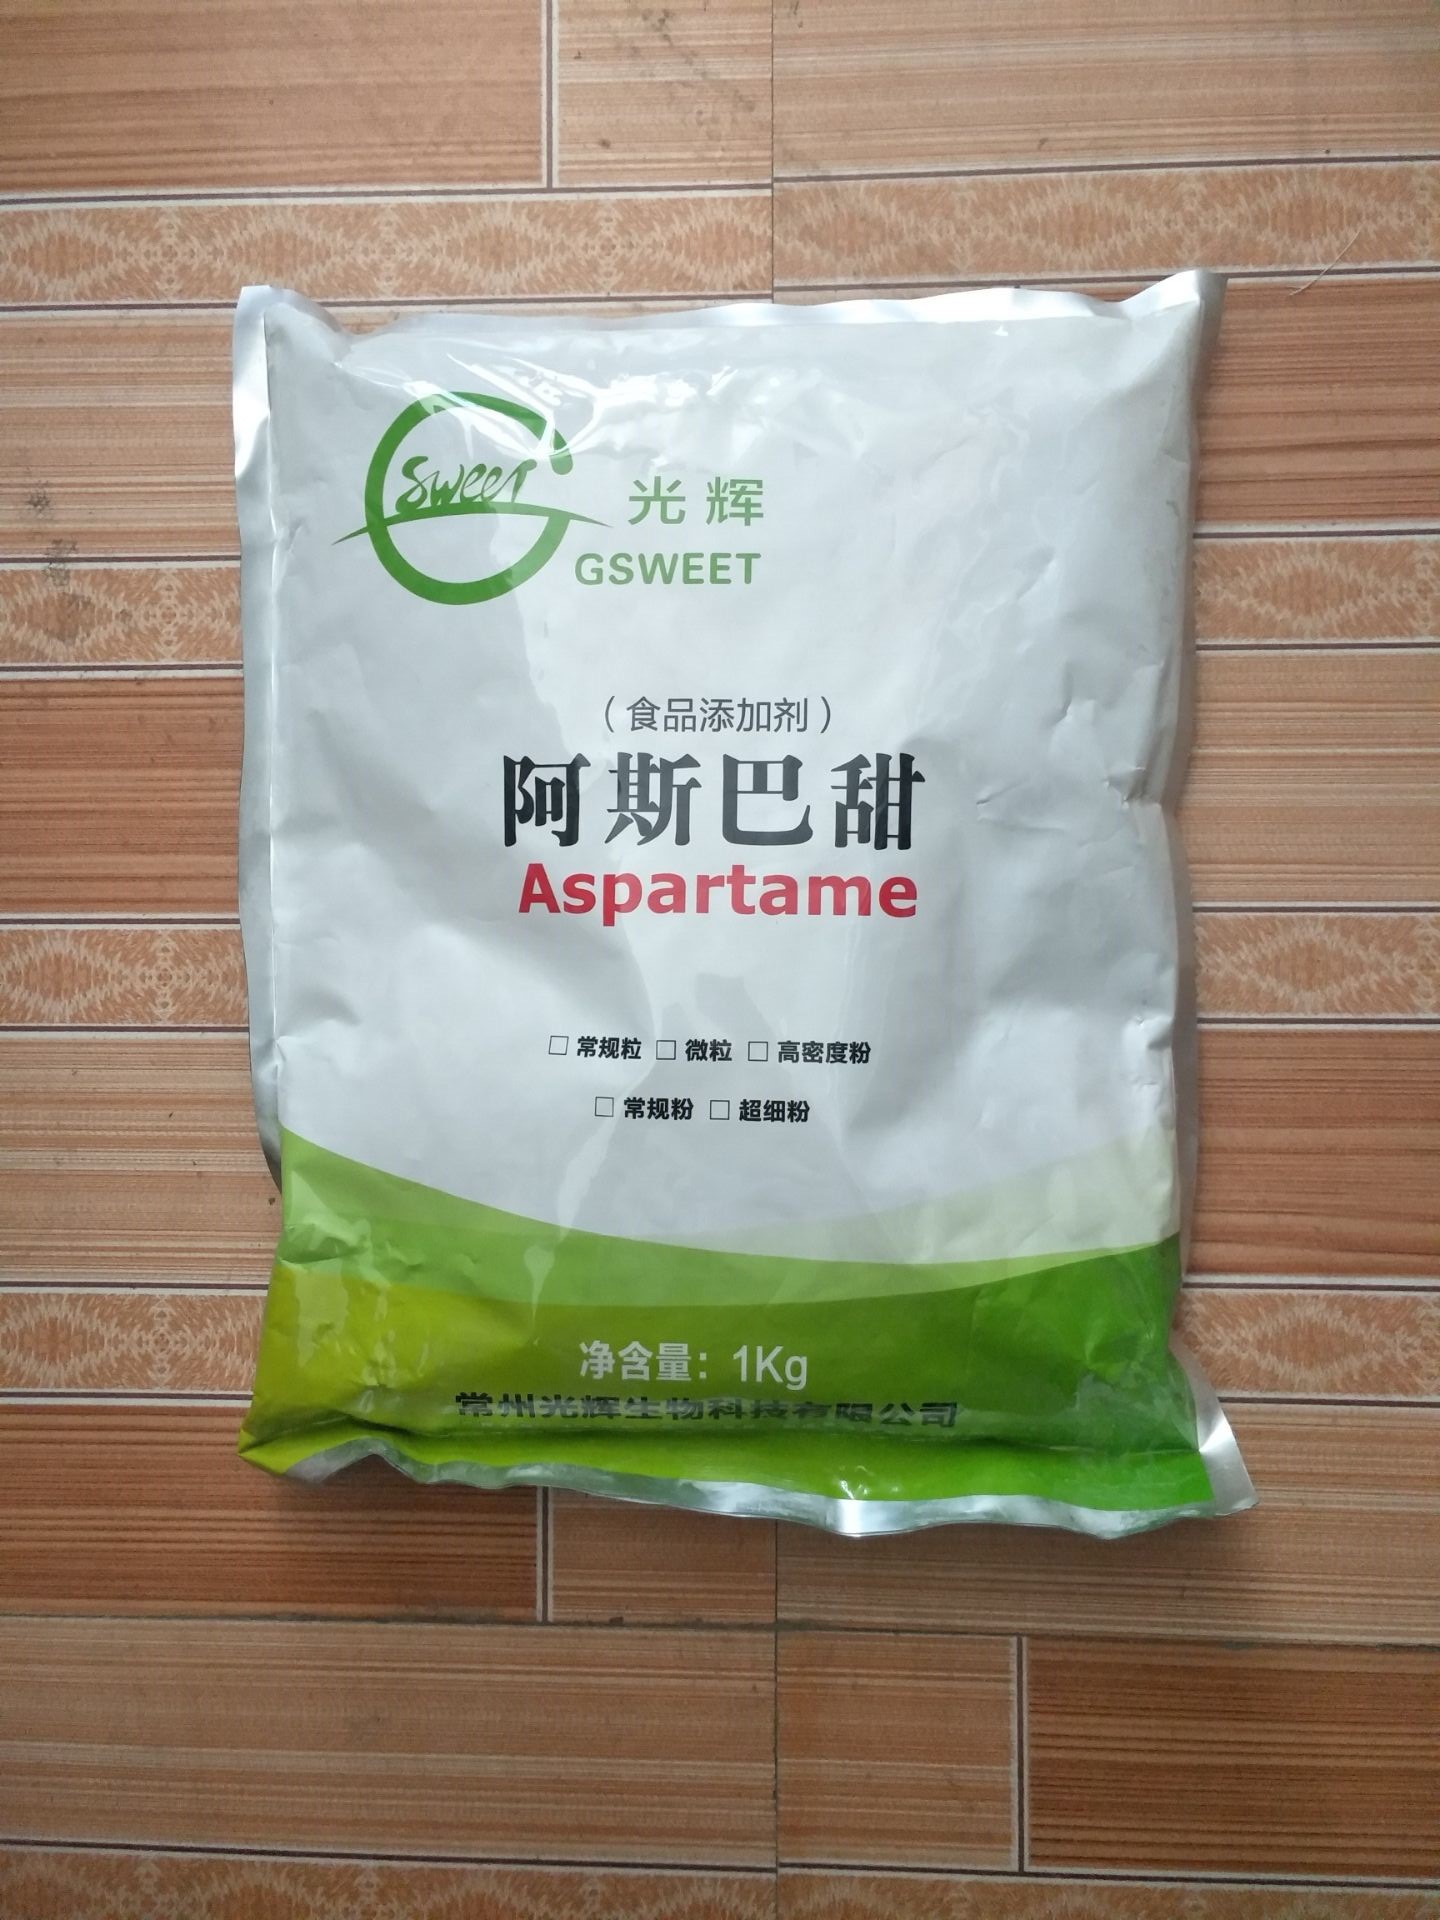 Sweet
光辉
GSWEET
（食品添加剂）
阿斯巴甜
Aspartame
□ 常规粒 □ 微粒 □ 高密度粉
□ 常规粉 □ 超细粉
净含量：1Kg
常州光辉生物科技有限公司